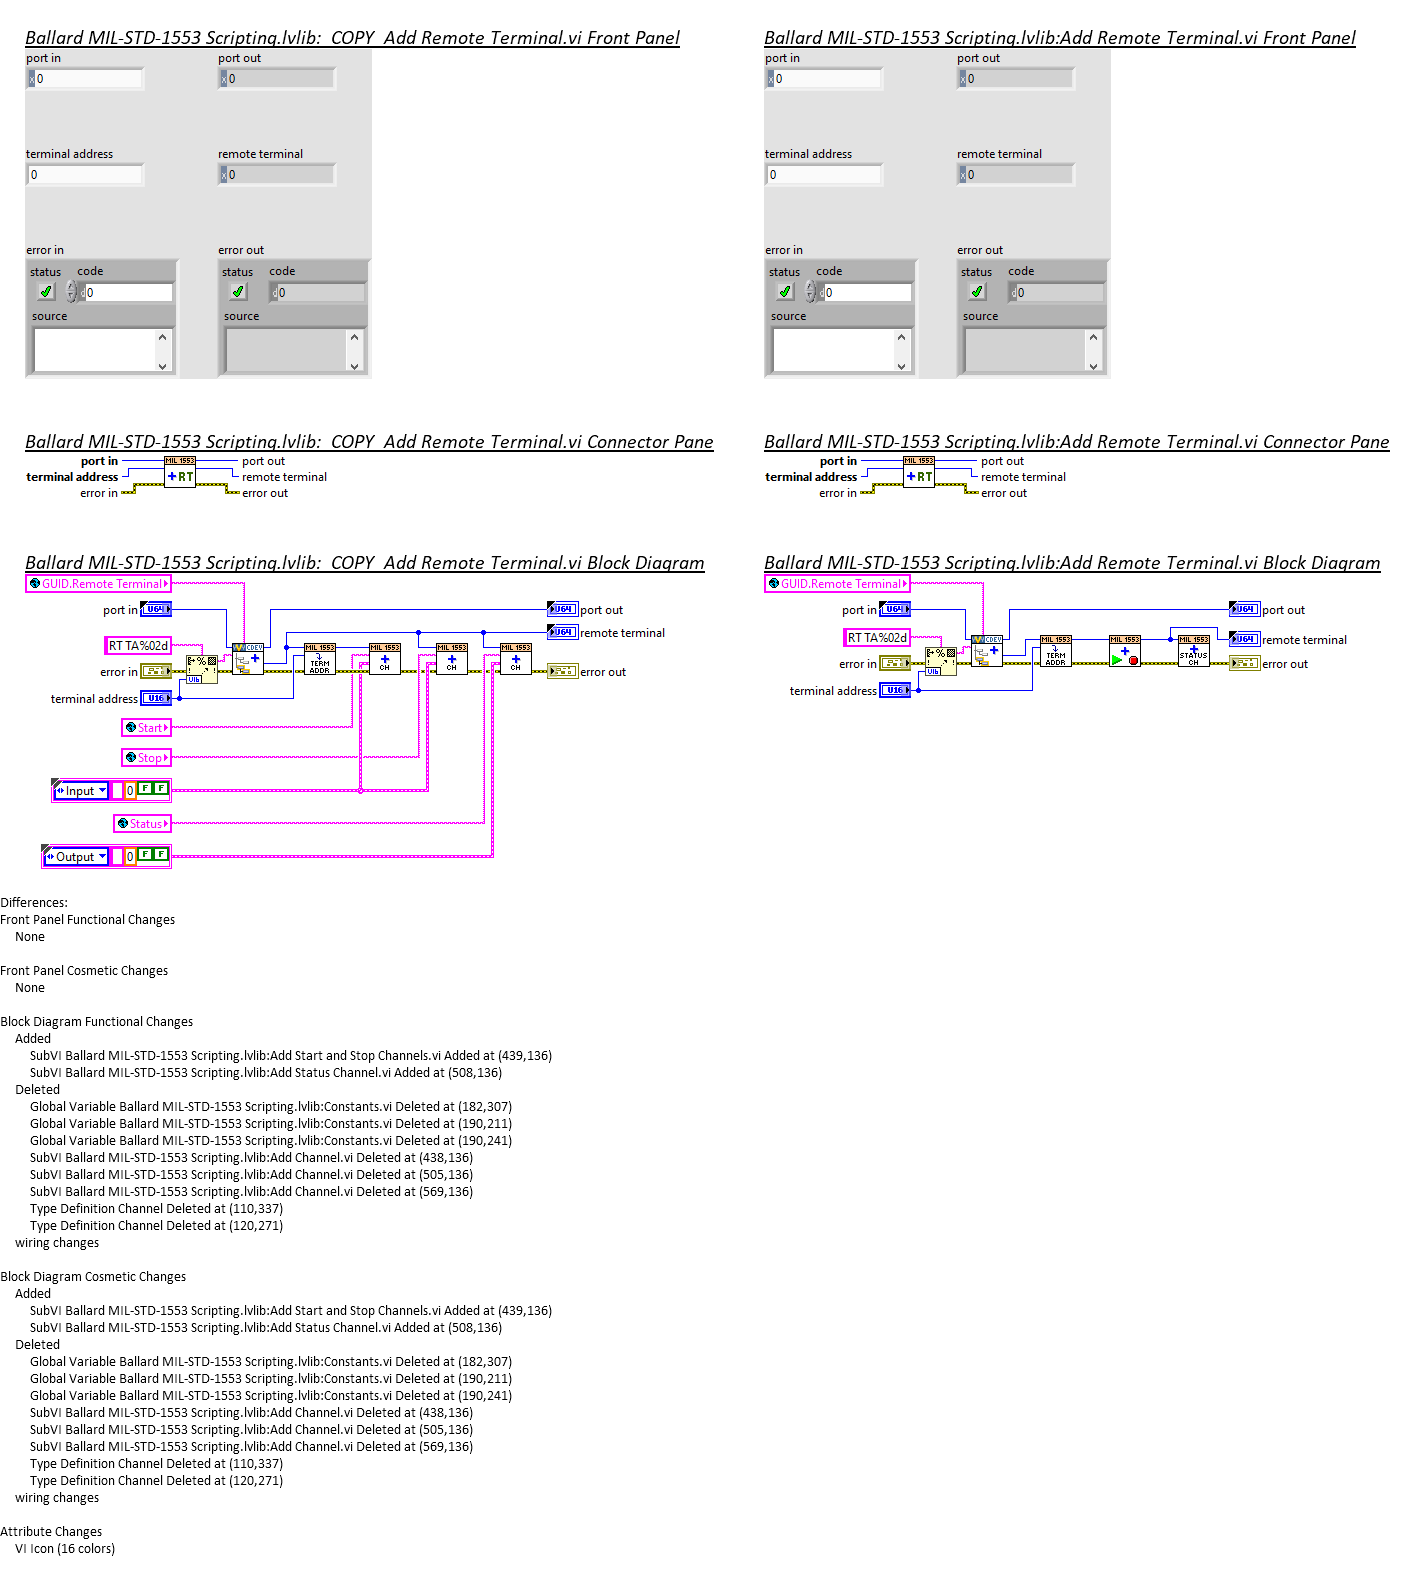 Ballard MIL-STD-1553 Scripting.lvlib:  COPY  Add Remote Terminal.vi Front Panel
port in
port out
x 0
x 0
terminal address
remote terminal
0
x 0
error in
error out
status code
status code
d 0
d 0
source
source
Ballard MIL-STD-1553 Scripting.lvlib:Add Remote Terminal.vi Front Panel
port in
port out
x 0
x 0
terminal address
remote terminal
0
x 0
error in
error out
status code
status code
d 0
d 0
source
source
Ballard MIL-STD-1553 Scripting.lvlib:  COPY  Add Remote Terminal.vi Connector Pane
port in
MIL 1553
port out
terminal address
+RT
remote terminal
error in
error out
Ballard MIL-STD-1553 Scripting.lvlib:Add Remote Terminal.vi Connector Pane
port in
MIL 1553
port out
terminal address
+RT
remote terminal
error in
error out
Ballard MIL-STD-1553 Scripting.lvlib:  COPY  Add Remote Terminal.vi Block Diagram
GUID.Remote Terminal
port in
U64
U64
port out
U64
remote terminal
RT TA%02d
CDEV
MIL 1553
TERM
ADDR
MIL 1553
+
CH
MIL 1553
+
CH
MIL 1553
+
CH
error in
error out
terminal address
U16
Start
Stop
Input
0
F
F
Status
Output
0
F
F
Ballard MIL-STD-1553 Scripting.lvlib:Add Remote Terminal.vi Block Diagram
GUID.Remote Terminal
port in
U64
U64
port out
RT TA%02d
CDEV
MIL 1553
TERM
ADDR
MIL 1553
+
MIL 1553
+
STATUS
CH
U64
remote terminal
error in
error out
terminal address
U16
Differences:
Front Panel Functional Changes
None
Front Panel Cosmetic Changes
None
Block Diagram Functional Changes
Added
SubVI Ballard MIL-STD-1553 Scripting.lvlib:Add Start and Stop Channels.vi Added at (439,136)
SubVI Ballard MIL-STD-1553 Scripting.lvlib:Add Status Channel.vi Added at (508,136)
Deleted
Global Variable Ballard MIL-STD-1553 Scripting.lvlib:Constants.vi Deleted at (182,307)
Global Variable Ballard MIL-STD-1553 Scripting.lvlib:Constants.vi Deleted at (190,211)
Global Variable Ballard MIL-STD-1553 Scripting.lvlib:Constants.vi Deleted at (190,241)
SubVI Ballard MIL-STD-1553 Scripting.lvlib:Add Channel.vi Deleted at (438,136)
SubVI Ballard MIL-STD-1553 Scripting.lvlib:Add Channel.vi Deleted at (505,136)
SubVI Ballard MIL-STD-1553 Scripting.lvlib:Add Channel.vi Deleted at (569,136)
Type Definition Channel Deleted at (110,337)
Type Definition Channel Deleted at (120,271)
wiring changes
Block Diagram Cosmetic Changes
Added
SubVI Ballard MIL-STD-1553 Scripting.lvlib:Add Start and Stop Channels.vi Added at (439,136)
SubVI Ballard MIL-STD-1553 Scripting.lvlib:Add Status Channel.vi Added at (508,136)
Deleted
Global Variable Ballard MIL-STD-1553 Scripting.lvlib:Constants.vi Deleted at (182,307)
Global Variable Ballard MIL-STD-1553 Scripting.lvlib:Constants.vi Deleted at (190,211)
Global Variable Ballard MIL-STD-1553 Scripting.lvlib:Constants.vi Deleted at (190,241)
SubVI Ballard MIL-STD-1553 Scripting.lvlib:Add Channel.vi Deleted at (438,136)
SubVI Ballard MIL-STD-1553 Scripting.lvlib:Add Channel.vi Deleted at (505,136)
SubVI Ballard MIL-STD-1553 Scripting.lvlib:Add Channel.vi Deleted at (569,136)
Type Definition Channel Deleted at (110,337)
Type Definition Channel Deleted at (120,271)
wiring changes
Attribute Changes
VI Icon (16 colors)